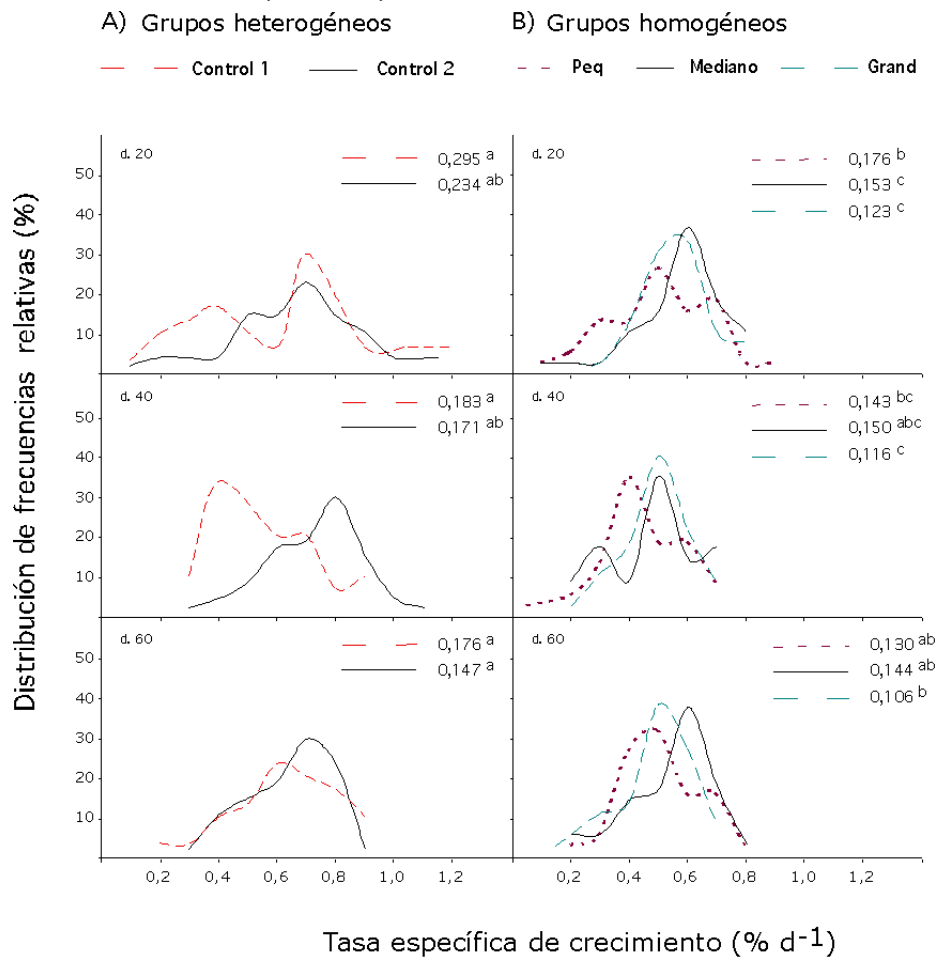 A) Grupos heterogéneos
B) Grupos homogéneos
Control 1
Control 2
Peq
Mediano
Grand
Distribución de frecuencias relativas (%)
d. 20
0,295 a
0,234 ab
50
40
30
20
10
d. 20
0,176 b
0,153 c
0,123 c
d. 40
0,183 a
0,171 ab
50
40
30
20
10
d. 40
0,143 bc
0,150 abc
0,116 c
d. 60
0,176 a
0,147 a
50
40
30
20
10
d. 60
0,130 ab
0,144 ab
0,106 b
0,2 0,4 0,6 0,8 1,0 1,2
0,2 0,4 0,6 0,8 1,0 1,2
Tasa específica de crecimiento (% d-1)